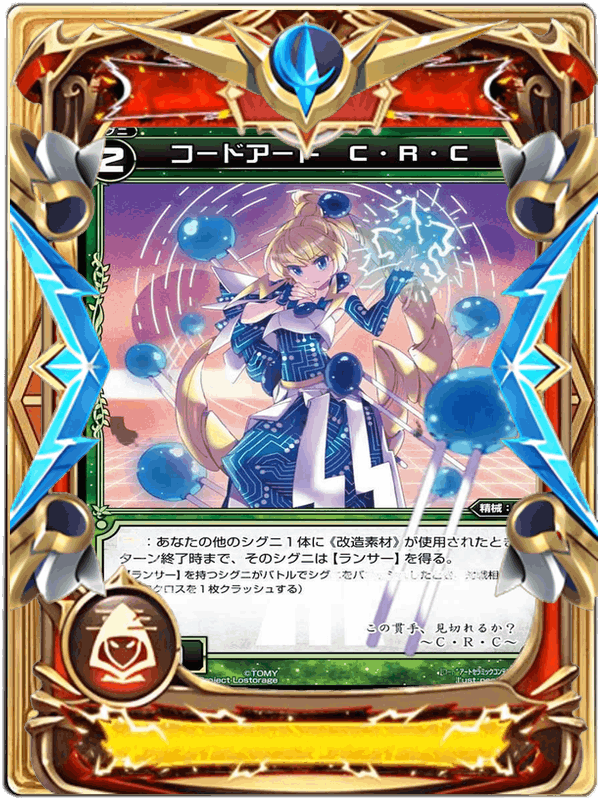 2
コードアート C・R・C
精械:
:あなたの他のシグニ1体に《改造素材》が使用されたとき
ターン終了時まで、そのシグニは【ランサー】を得る。
【ランサー】を持つシグニがバトルでシグニを
クロスを1枚クラッシュする)
この貫手、見切れるか?
～C・R・C～
©TOMY
Project Lostorage